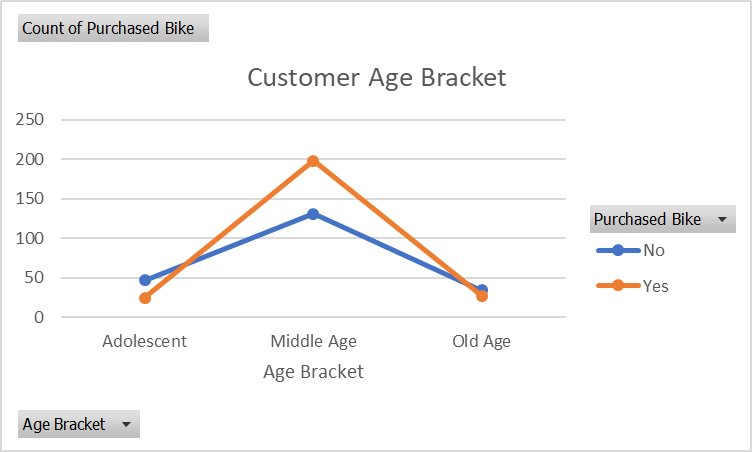 Count of Purchased Bike
Customer Age Bracket
250
200
150
100
50
0
Adolescent Middle Age Old Age
Age Bracket
Purchased Bike
No
Yes
Age Bracket